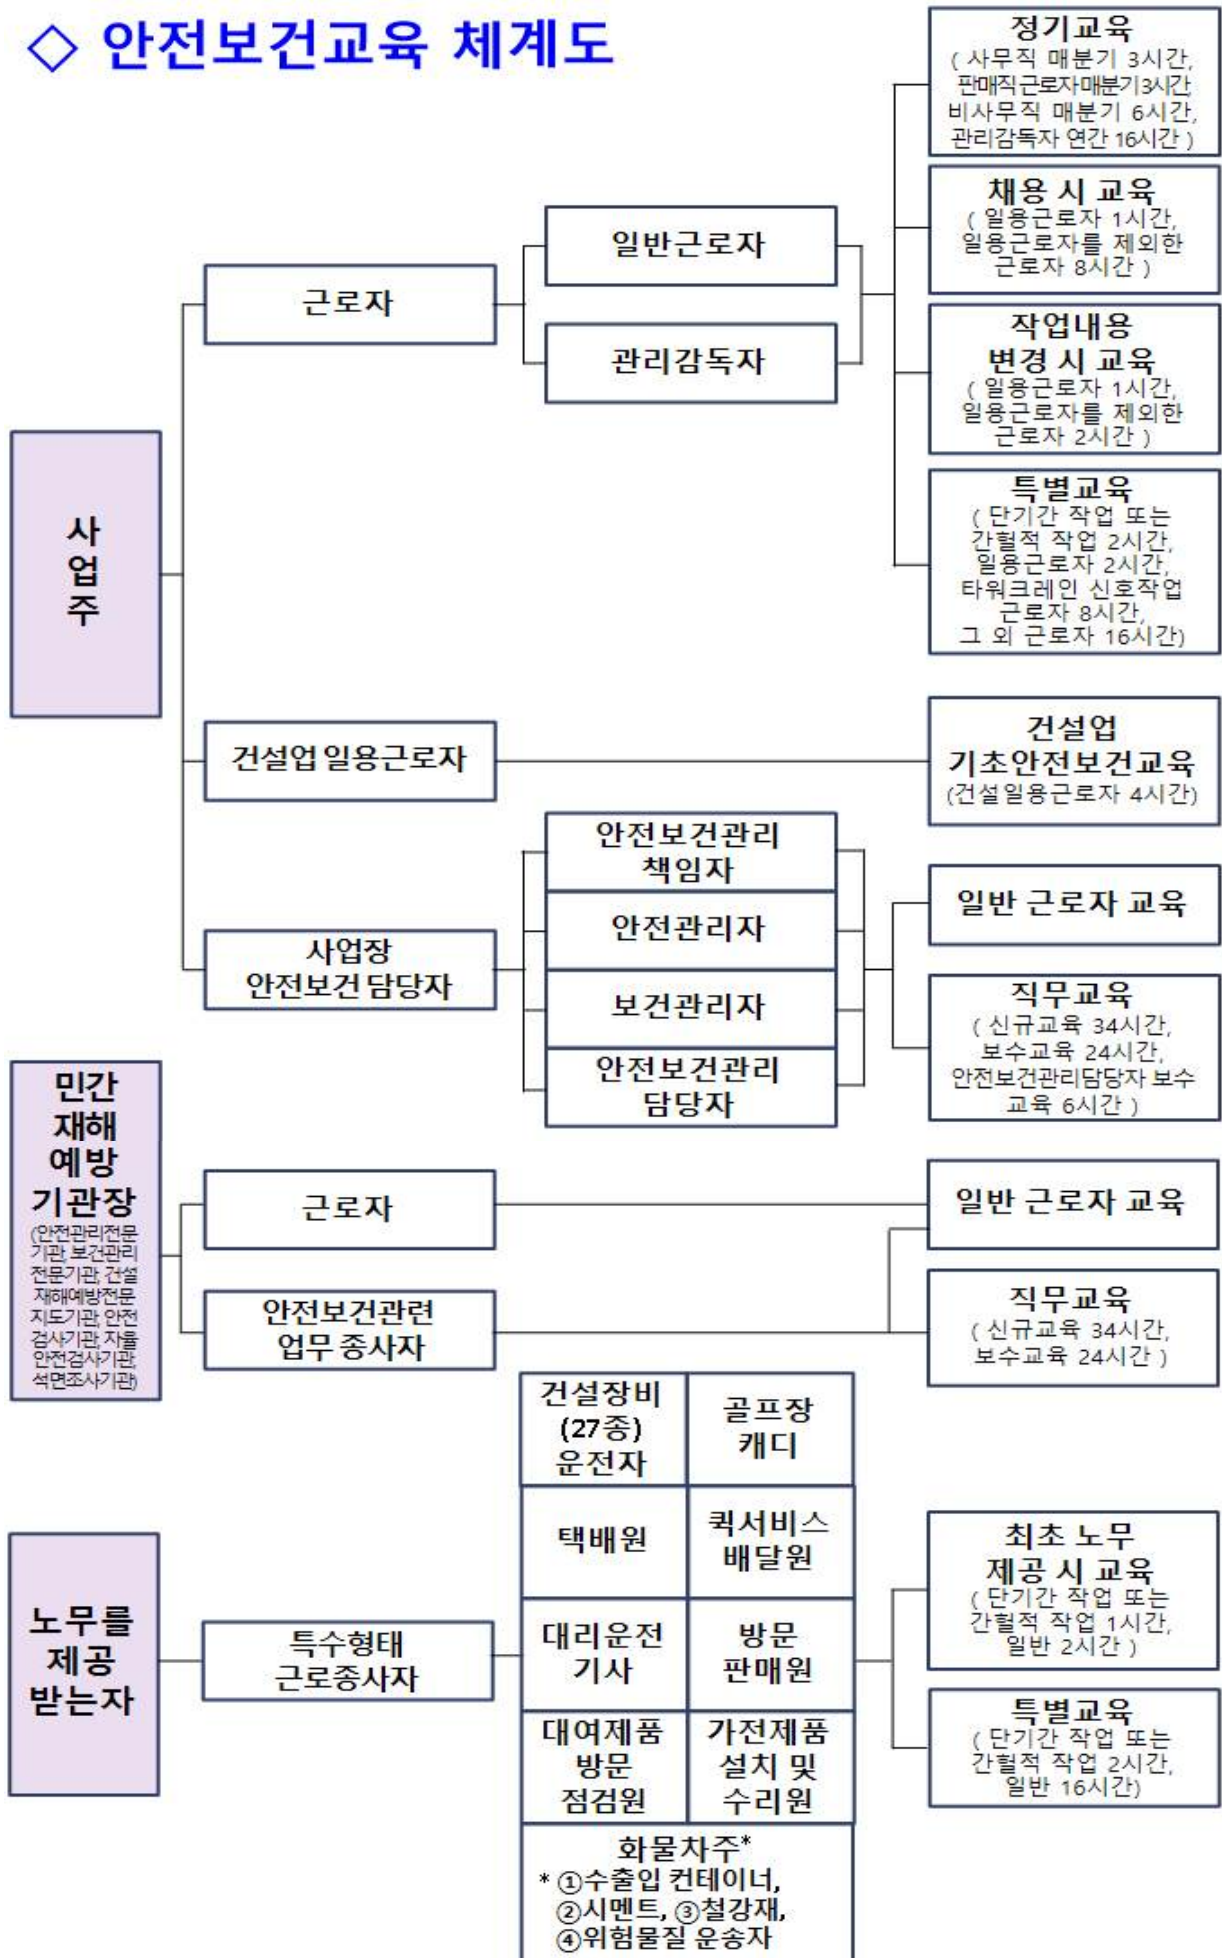 ◇ 안전보건교육 체계도
정기교육
( 사무직 매분기 3시간,
판매직근로자매분기3시간,
비사무직 매분기 6시간,
관리감독자 연간 16시간 )
채용 시 교육
( 일용근로자 1시간,
일용근로자를 제외한
근로자 8시간 )
작업내용
변경 시 교육
( 일용근로자 1시간,
일용근로자를 제외한
근로자 2시간 )
특별교육
( 단기간 작업 또는
간헐적 작업 2시간,
일용근로자 2시간,
타워크레인 신호작업
근로자 8시간,
그 외 근로자 16시간)
일반근로자
관리감독자
근로자
사
업
주
건설업 일용근로자
건설업
기초안전보건교육
(건설일용근로자 4시간)
사업장
안전보건 담당자
안전보건관리
책임자
안전관리자
보건관리자
안전보건관리
담당자
일반 근로자 교육
직무교육
( 신규교육 34시간,
보수교육 24시간,
안전보건관리담당자 보수
교육 6시간 )
민간
재해
예방
기관장
(안전관리전문
기관, 보건관리
전문기관, 건설
재해예방전문
지도기관, 안전
검사기관, 자율
안전검사기관,
석면조사기관)
근로자
안전보건관련
업무 종사자
일반 근로자 교육
직무교육
( 신규교육 34시간,
보수교육 24시간 )
노무를
제공
받는자
특수형태
근로종사자
건설장비
(27종)
운전자
골프장
캐디
택배원
퀵서비스
배달원
대리운전
기사
방문
판매원
대여제품
방문
점검원
가전제품
설치 및
수리원
화물차주*
* ①수출입 컨테이너,
②시멘트, ③철강재,
④위험물질 운송자
최초 노무
제공 시 교육
( 단기간 작업 또는
간헐적 작업 1시간,
일반 2시간 )
특별교육
( 단기간 작업 또는
간헐적 작업 2시간,
일반 16시간)